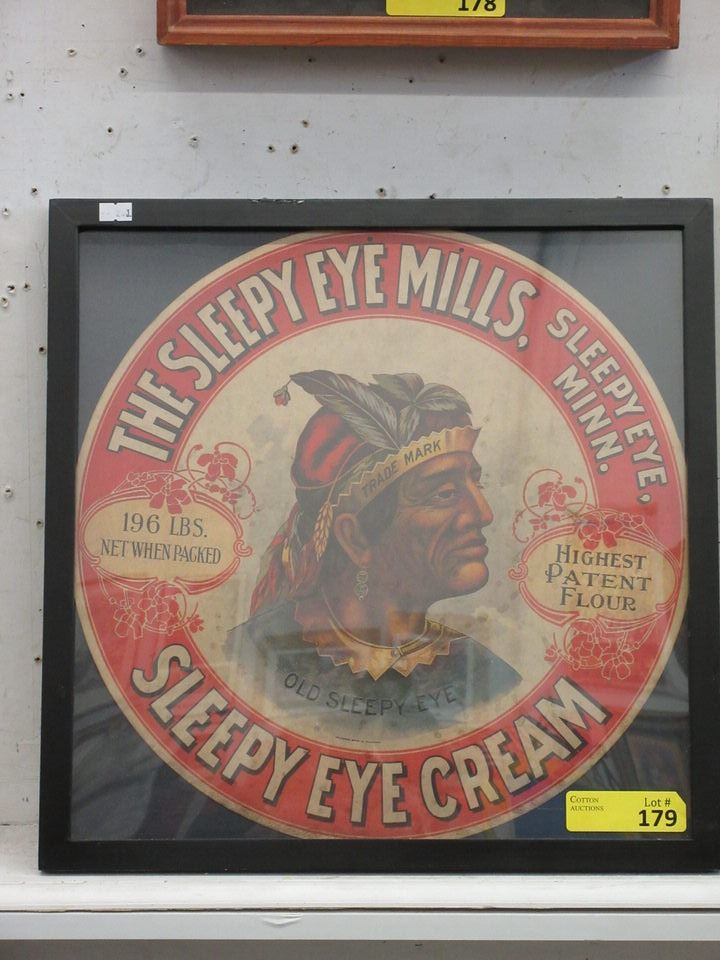 178
THE SLEEPY EYE MILLS,
SLEEPY EYE,
MINN.
TRADE MARK
196 LBS.
NET WHEN PACKED
HIGHEST
PATENT
FLOUR
OLD SLEEPY EYE
SLEEPY EYE CREAM
COTTON
AUCTIONS
Lot #
179